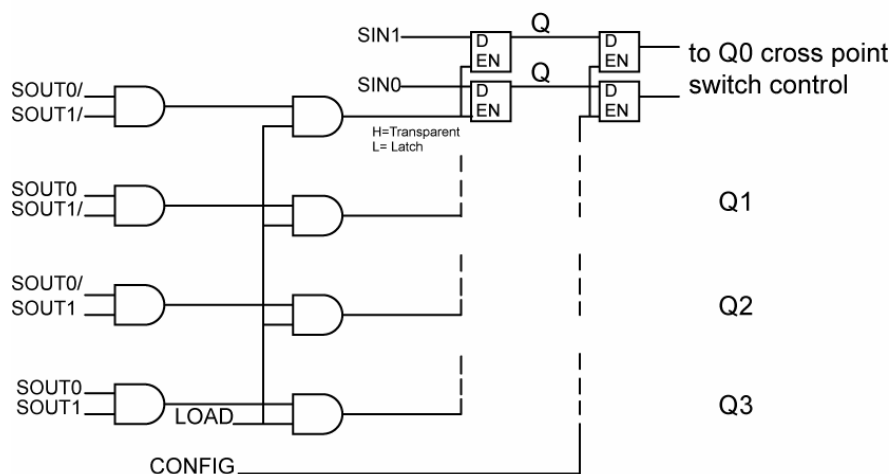 SIN1
D
EN
Q
D
EN
to Q0 cross point
switch control
SIN0
D
EN
Q
D
EN
SOUT0/
SOUT1/
H=Transparent
L= Latch
SOUT0
SOUT1/
Q1
SOUT0/
SOUT1
Q2
SOUT0
SOUT1
LOAD
Q3
CONFIG